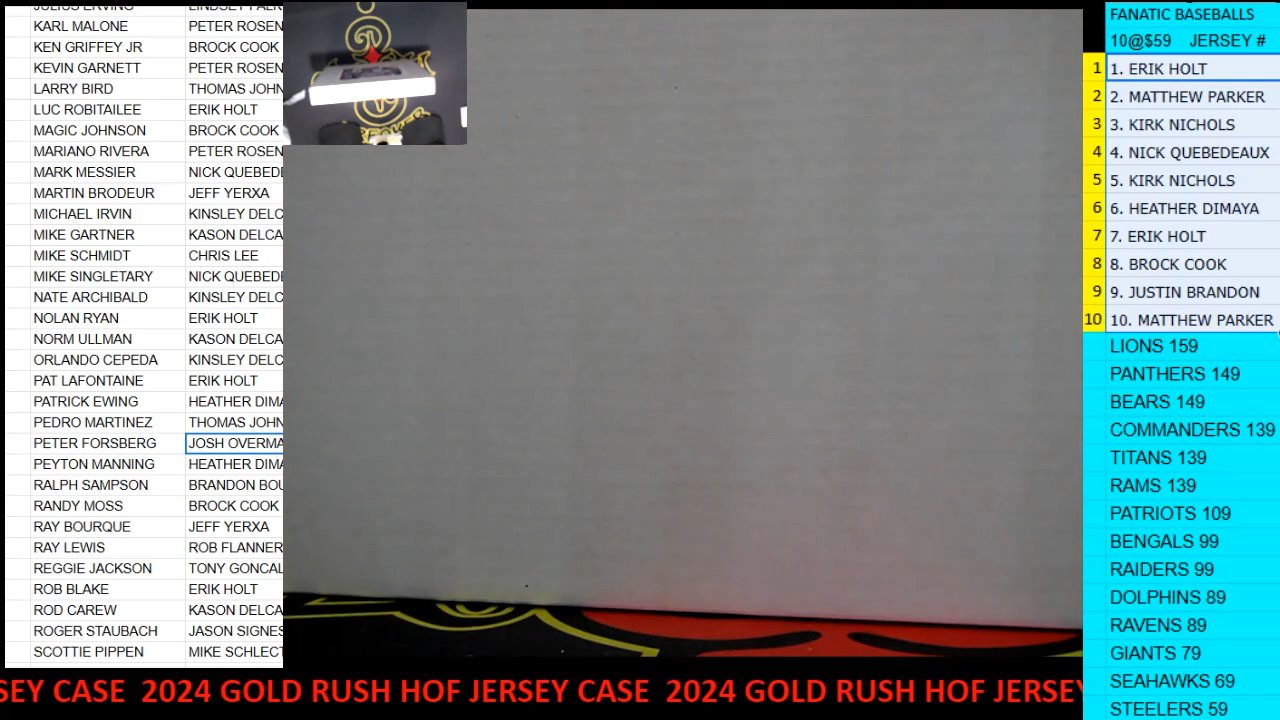 KARL MALONE PETER ROSEN
KEN GRIFFEY JR BROCK COOK
KEVIN GARNETT PETER ROSEN
LARRY BIRD THOMAS JOHN
LUC ROBITAILEE ERIK HOLT
MAGIC JOHNSON BROCK COOK
MARIANO RIVERA PETER ROSEN
MARK MESSIER NICK QUEBEDE
MARTIN BRODEUR JEFF YERXA
MICHAEL IRVIN KINSLEY DELC
MIKE GARTNER KASON DELCA
MIKE SCHMIDT CHRIS LEE
MIKE SINGLETARY NICK QUEBEDE
NATE ARCHIBALD KINSLEY DELC
NOLAN RYAN ERIK HOLT
NORM ULLMAN KASON DELCA
ORLANDO CEPEDA KINSLEY DELC
PAT LAFONTAINE ERIK HOLT
PATRICK EWING HEATHER DIMA
PEDRO MARTINEZ THOMAS JOHN
PETER FORSBERG JOSH OVERMA
PEYTON MANNING HEATHER DIMA
RALPH SAMPSON BRANDON BOU
RANDY MOSS BROCK COOK
RAY BOURQUE JEFF YERXA
RAY LEWIS ROB FLANNER
REGGIE JACKSON TONY GONCAL
ROB BLAKE ERIK HOLT
ROD CAREW KASON DELCA
ROGER STAUBACH JASON SIGNES
SCOTTIE PIPPEN MIKE SCHLECT
FANATIC BASEBALLS
10@$59 JERSEY #
1 1. ERIK HOLT
2 2. MATTHEW PARKER
3 3. KIRK NICHOLS
4 4. NICK QUEBEDEAUX
5 5. KIRK NICHOLS
6 6. HEATHER DIMAYA
7 7. ERIK HOLT
8 8. BROCK COOK
9 9. JUSTIN BRANDON
10 10. MATTHEW PARKER
LIONS 159
PANTHERS 149
BEARS 149
COMMANDERS 139
TITANS 139
RAMS 139
PATRIOTS 109
BENGALS 99
RAIDERS 99
DOLPHINS 89
RAVENS 89
GIANTS 79
SEAHAWKS 69
STEELERS 59
SEY CASE 2024 GOLD RUSH HOF JERSEY CASE 2024 GOLD RUSH HOF JERSEY